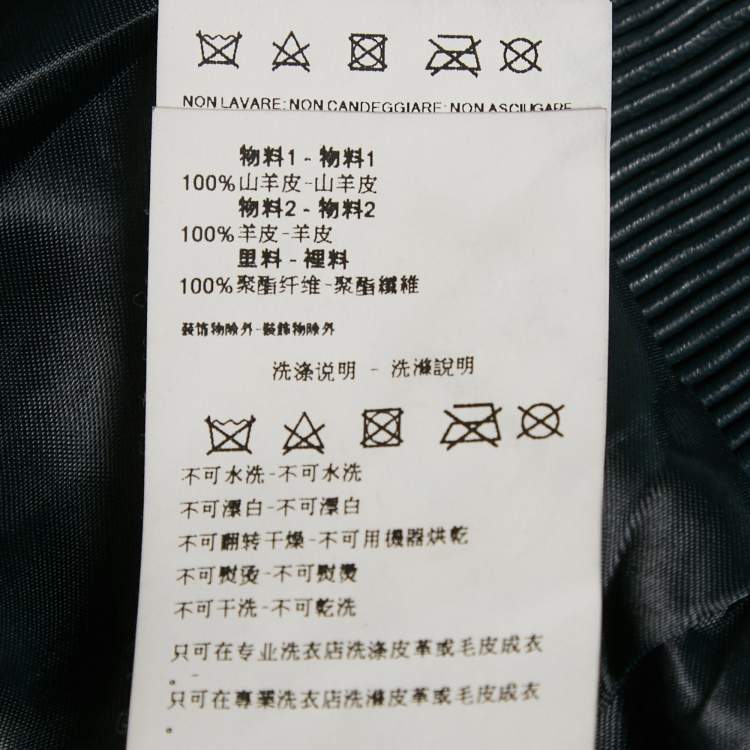 NON LAVARE; NON CANDEGGIARE; NON ASCIUGARE
物料1 - 物料1
100%山羊皮-山羊皮
物料2 - 物料2
100%羊皮-羊皮
里料 - 裡料
100%聚酯纤维-聚酯纖維
装饰物除外-裝飾物除外
洗涤说明 - 洗滌說明
不可水洗-不可水洗
不可漂白-不可漂白
不可翻转干燥-不可用機器烘乾
不可熨烫-不可熨燙
不可干洗-不可乾洗
只可在专业洗衣店洗涤皮革或毛皮成衣
。
只可在專業洗衣店洗滌皮革或毛皮成衣
。